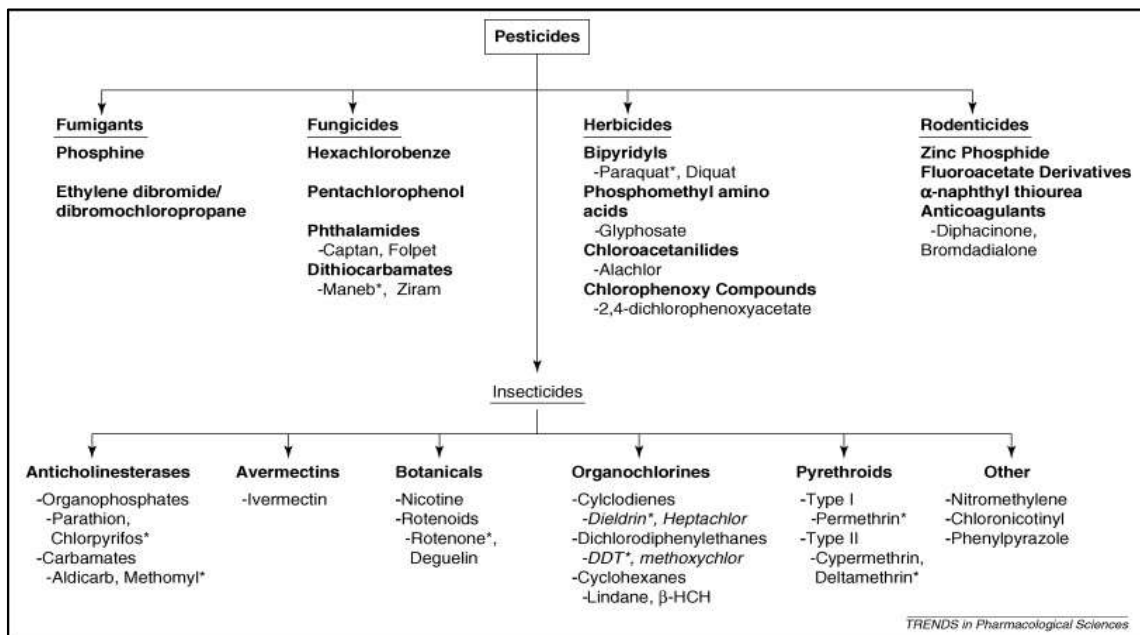 Pesticides
Fumigants
Phosphine
Ethylene dibromide/
dibromochloropropane
Fungicides
Hexachlorobenze
Pentachlorophenol
Phthalamides
-Captan, Folpet
Dithiocarbamates
-Maneb*, Ziram
Herbicides
Bipyridyls
-Paraquat*, Diquat
Phosphomethyl amino
acids
-Glyphosate
Chloroacetanilides
-Alachlor
Chlorophenoxy Compounds
-2,4-dichlorophenoxyacetate
Rodenticides
Zinc Phosphide
Fluoroacetate Derivatives
α-naphthyl thiourea
Anticoagulants
-Diphacinone,
Bromdadialone
Insecticides
Anticholinesterases
-Organophosphates
-Parathion,
Chlorpyrifos*
-Carbamates
-Aldicarb, Methomyl*
Avermectins
-Ivermectin
Botanicals
-Nicotine
-Rotenoids
-Rotenone*,
Deguelin
Organochlorines
-Cylclodienes
-Dieldrin*, Heptachlor
-Dichlorodiphenylethanes
-DDT*, methoxychlor
-Cyclohexanes
-Lindane, β-HCH
Pyrethroids
-Type I
-Permethrin*
-Type II
-Cypermethrin,
Deltamethrin*
Other
-Nitromethylene
-Chloronicotinyl
-Phenylpyrazole
TRENDS in Pharmacological Sciences